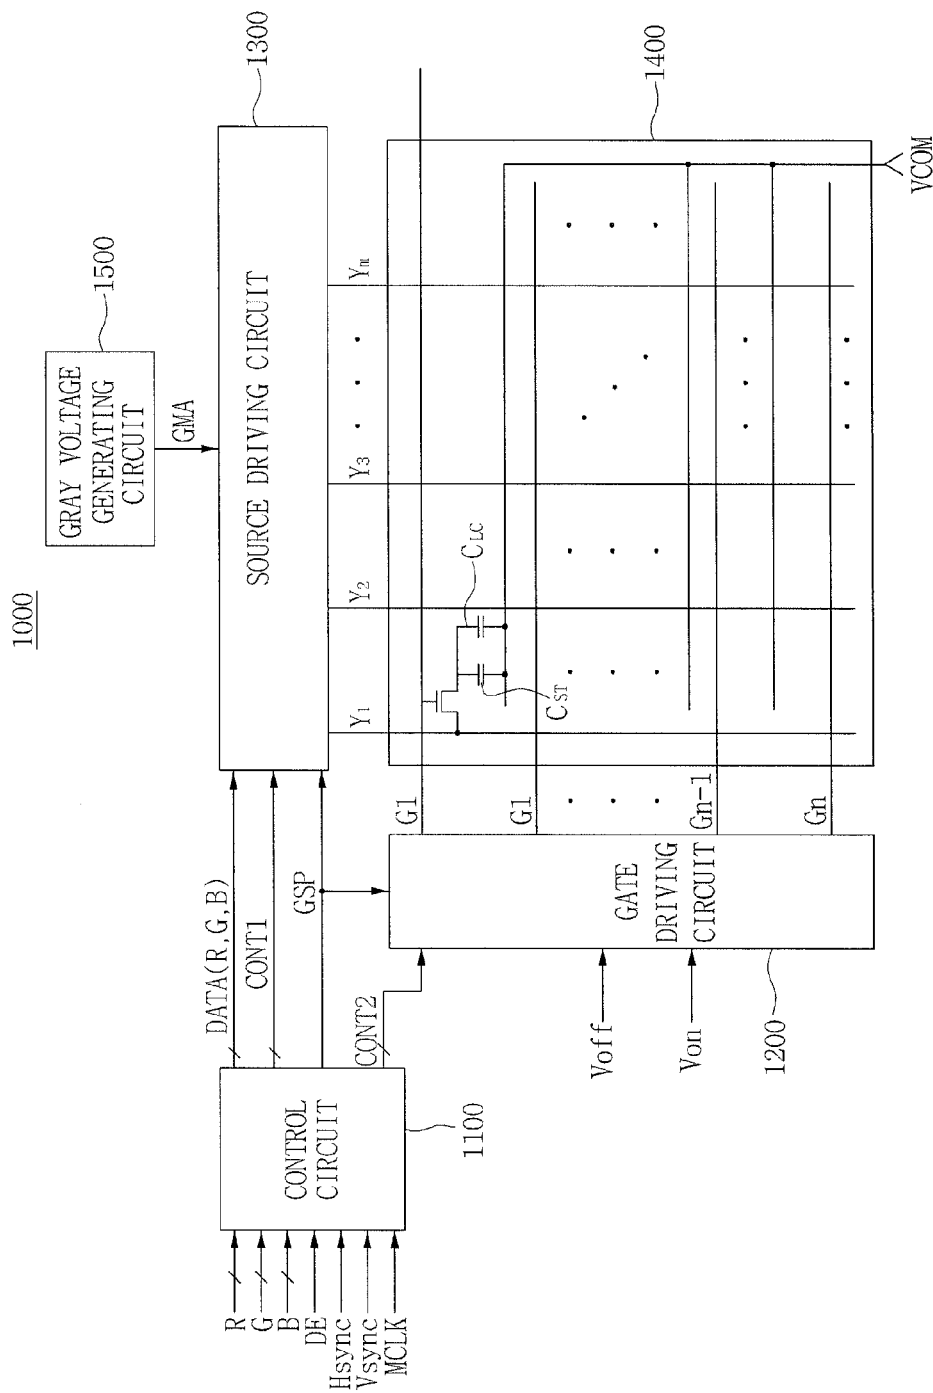 1000
GRAY VOLTAGE
GENERATING
CIRCUIT
1500
GMA
SOURCE DRIVING CIRCUIT
1300
R
G
B
DE
Hsync
Vsync
MCLK
CONTROL
CIRCUIT
1100
DATA(R,G,B)
CONT1
GSP
CONT2
Voff
Von
GATE
DRIVING
CIRCUIT
1200
G1
G1
Gn-1
Gn
Y1
Y2
Y3
Ym
CST
CLC
1400
VCOM